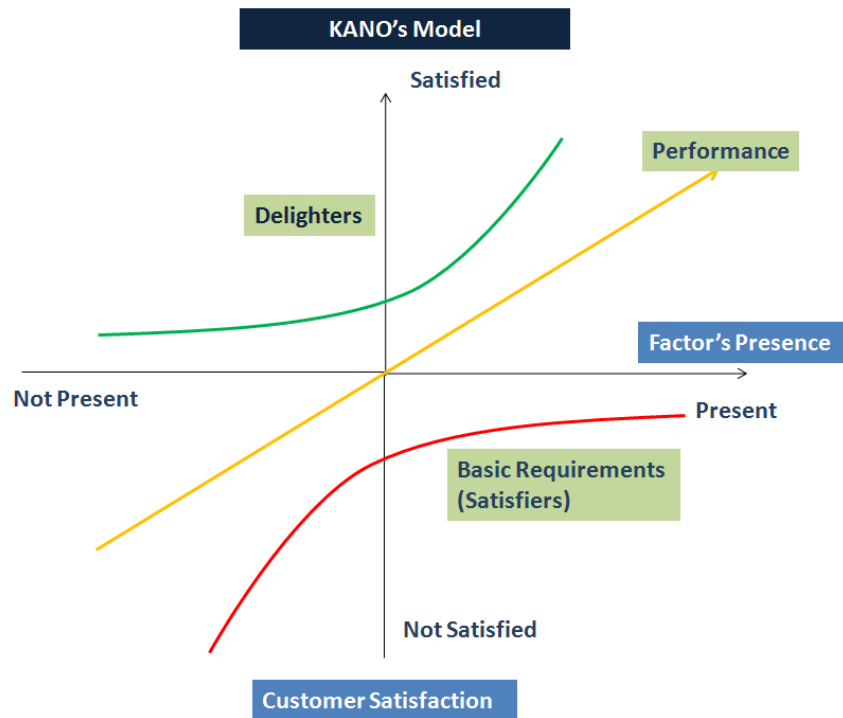 KANO's Model
Satisfied
Performance
Delighters
Factor's Presence
Not Present
Present
Basic Requirements
(Satisfiers)
Not Satisfied
Customer Satisfaction